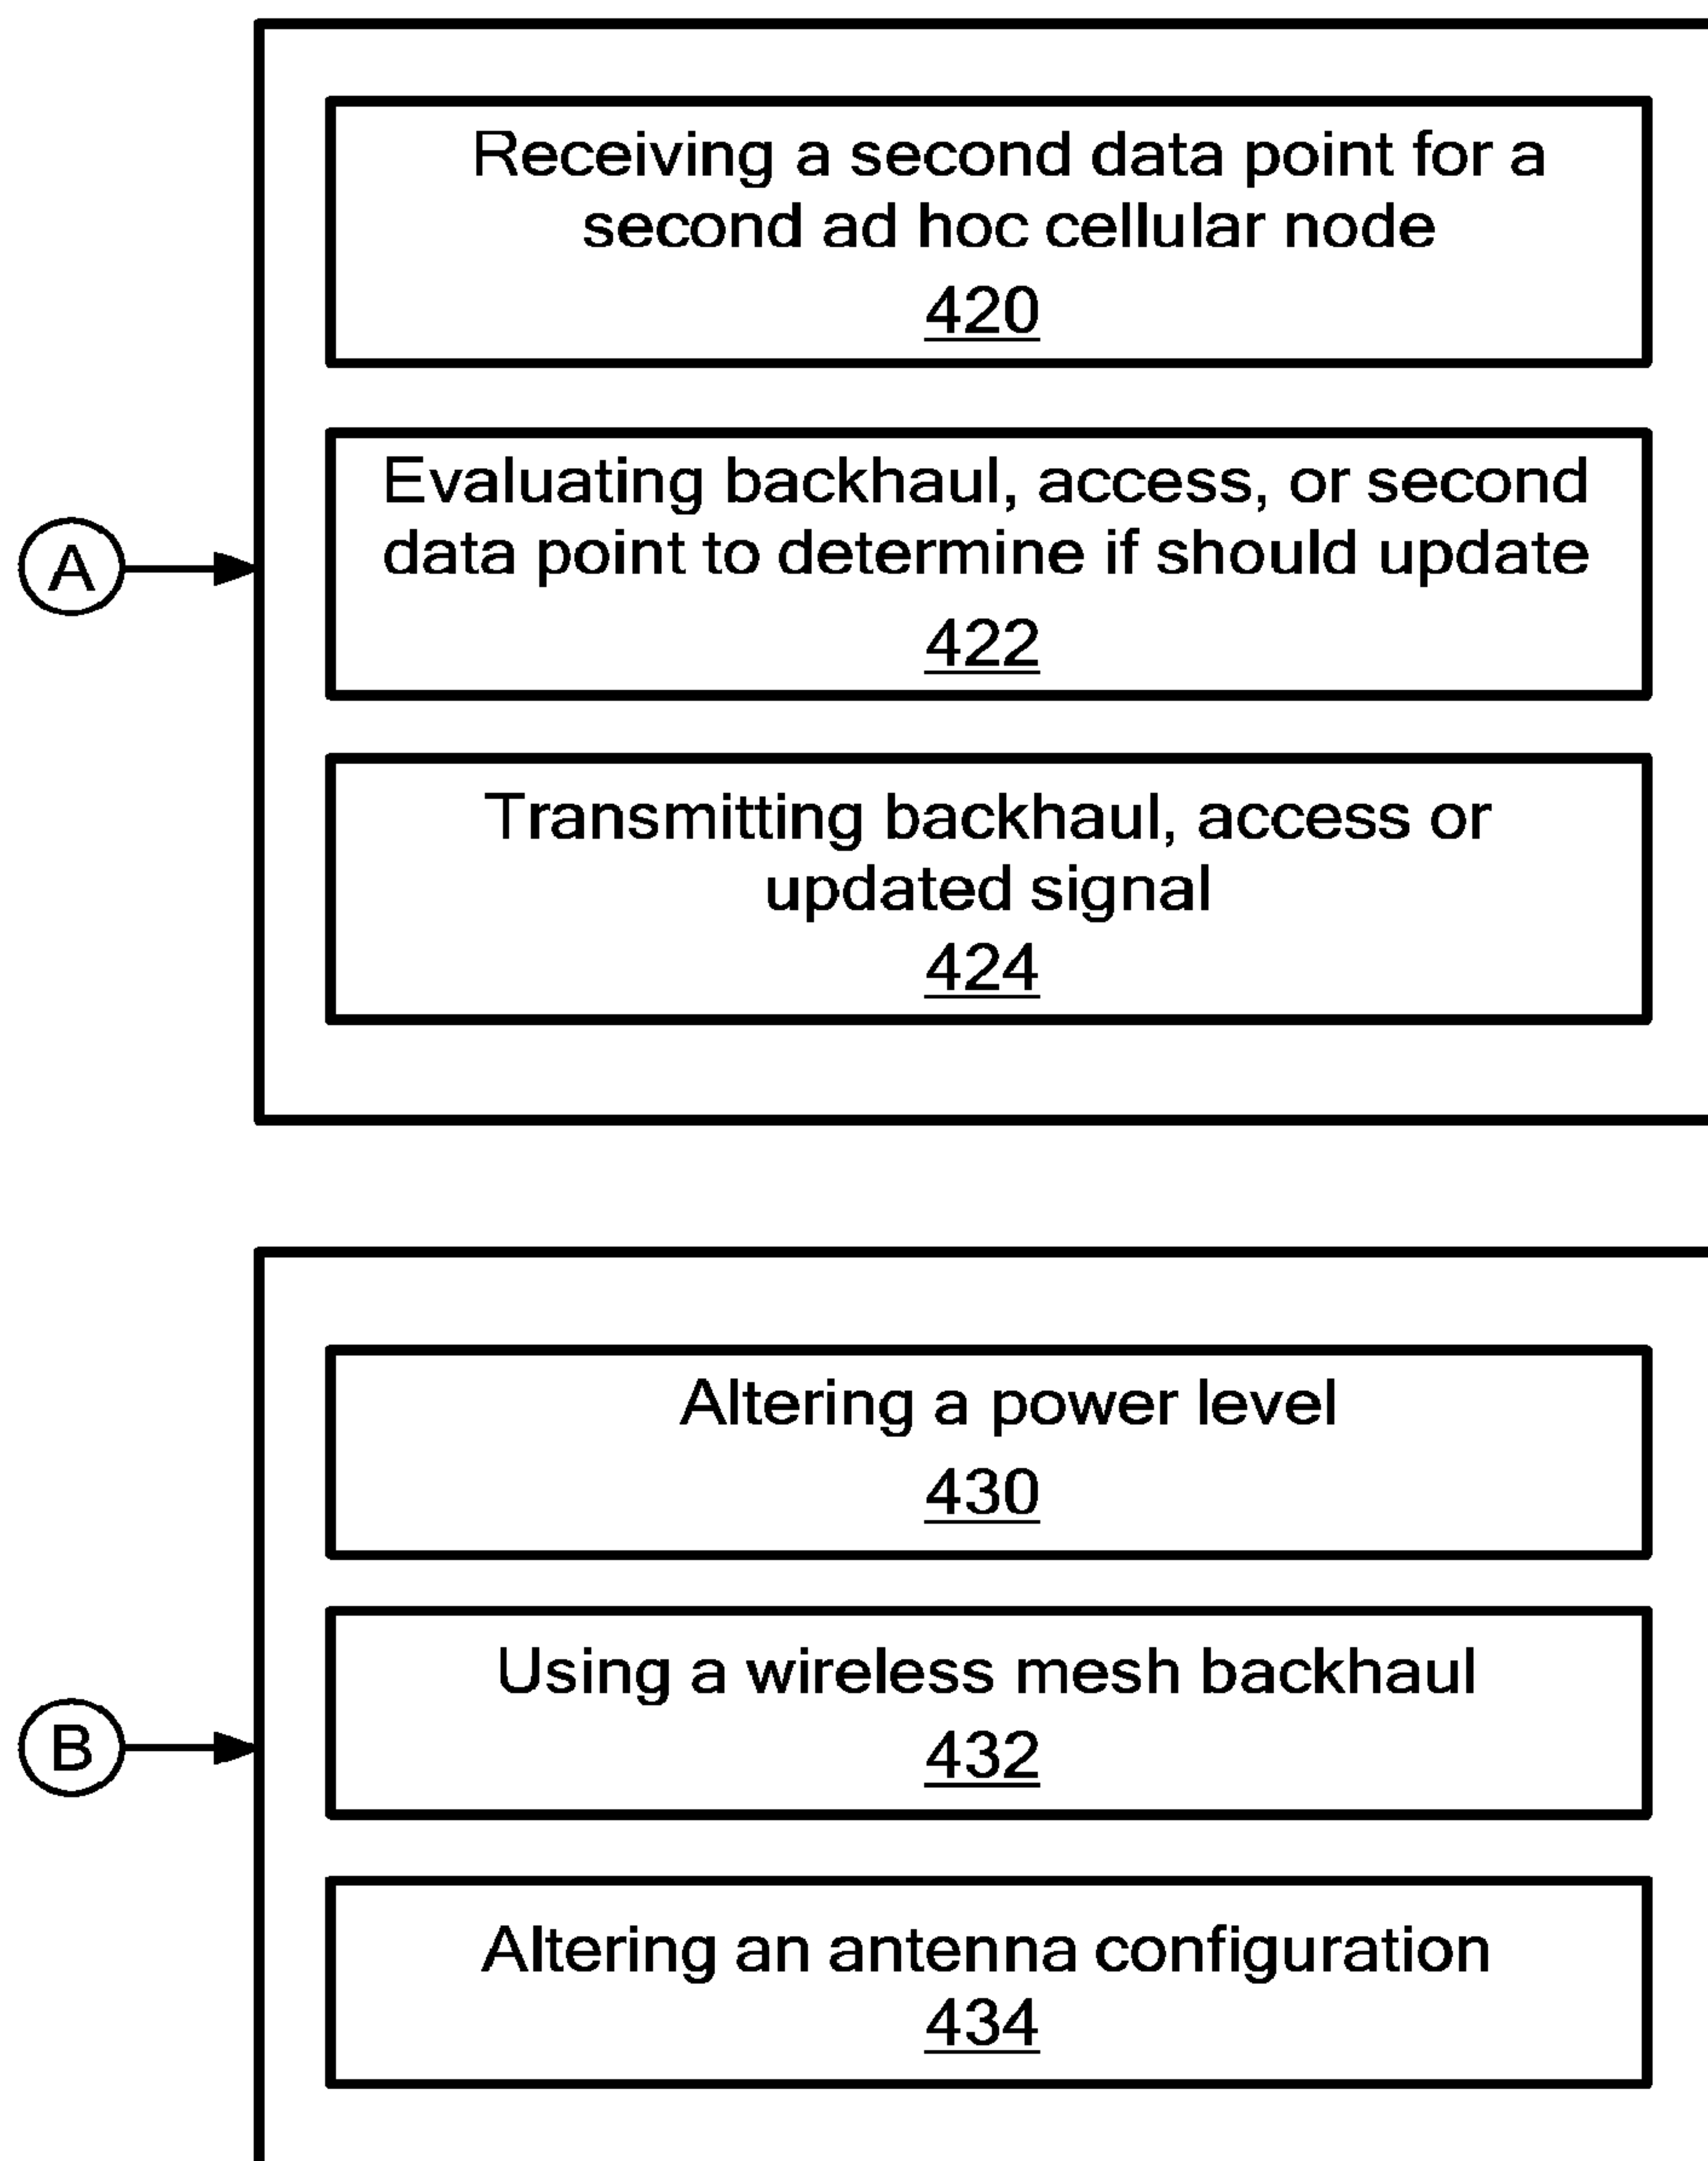 Receiving a second data point for a
second ad hoc cellular node
420
A
Evaluating backhaul, access, or second
data point to determine if should update
422
Transmitting backhaul, access or
updated signal
424
Altering a power level
430
B
Using a wireless mesh backhaul
432
Altering an antenna configuration
434